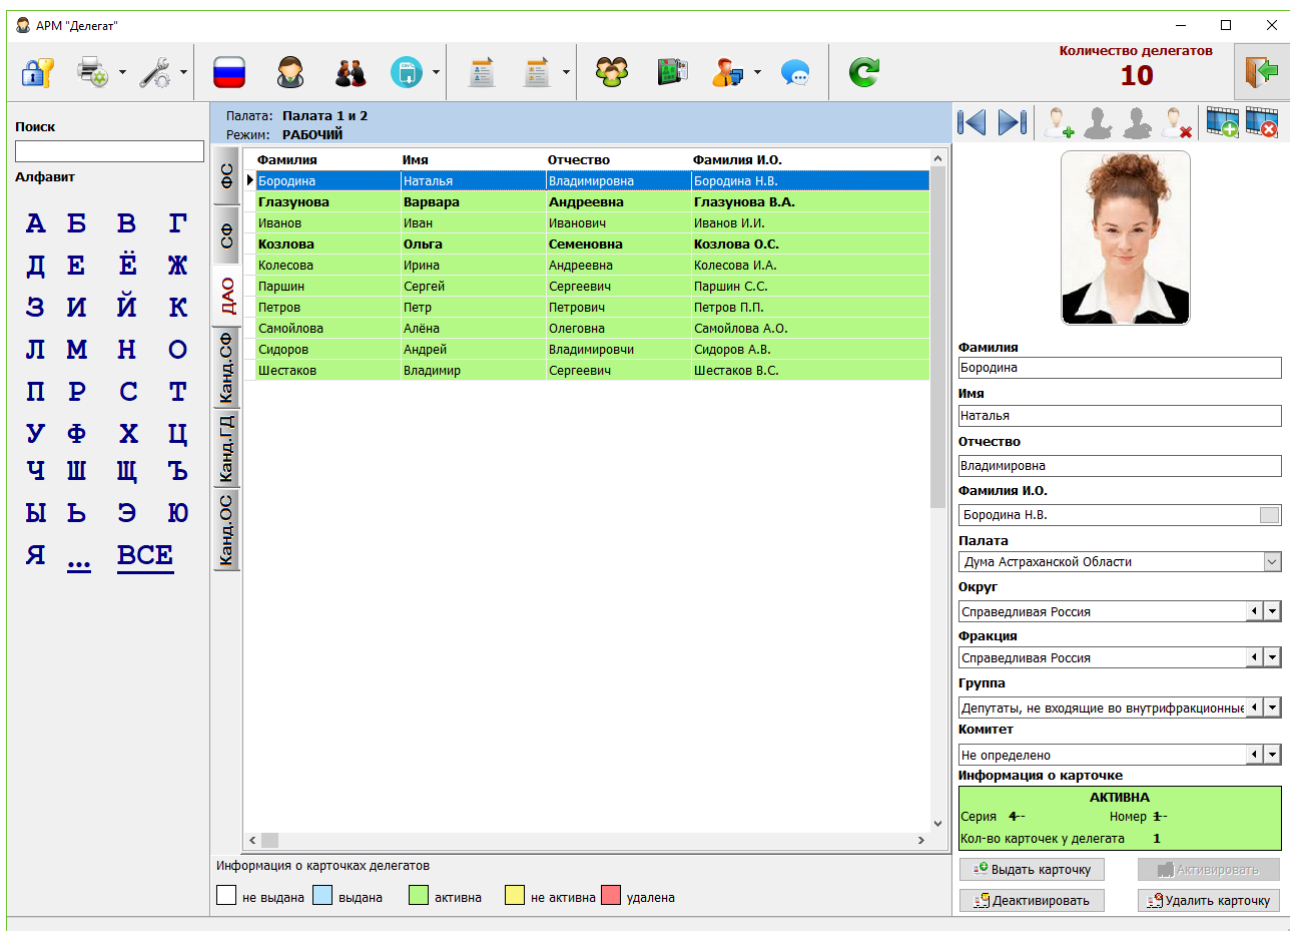 АРМ "Делегат"
Количество делегатов
10
Поиск
Алфавит
А Б В Г
Д Е Ё Ж
З И Й К
Л М Н О
П Р С Т
У Ф Х Ц
Ч Ш Щ Ъ
Ы Ь Э Ю
Я ... ВСЕ
Палата: Палата 1 и 2
Режим: РАБОЧИЙ
ФС
СФ
ДАО
Канд.СФ
Канд.ГД
Канд.ОС
Фамилия Имя Отчество Фамилия И.О.
Бородина Наталья Владимировна Бородина Н.В.
Глазунова Варвара Андреевна Глазунова В.А.
Иванов Иван Иванович Иванов И.И.
Козлова Ольга Семеновна Козлова О.С.
Колесова Ирина Андреевна Колесова И.А.
Паршин Сергей Сергеевич Паршин С.С.
Петров Петр Петрович Петров П.П.
Самойлова Алёна Олеговна Самойлова А.О.
Сидоров Андрей Владимировчи Сидоров А.В.
Шестаков Владимир Сергеевич Шестаков В.С.
Информация о карточках делегатов
не выдана выдана активна не активна удалена
Фамилия
Бородина
Имя
Наталья
Отчество
Владимировна
Фамилия И.О.
Бородина Н.В.
Палата
Дума Астраханской Области
Округ
Справедливая Россия
Фракция
Справедливая Россия
Группа
Депутаты, не входящие во внутрифракционные
Комитет
Не определено
Информация о карточке
АКТИВНА
Серия 4-- Номер 1--
Кол-во карточек у делегата 1
Выдать карточку Активировать
Деактивировать Удалить карточку